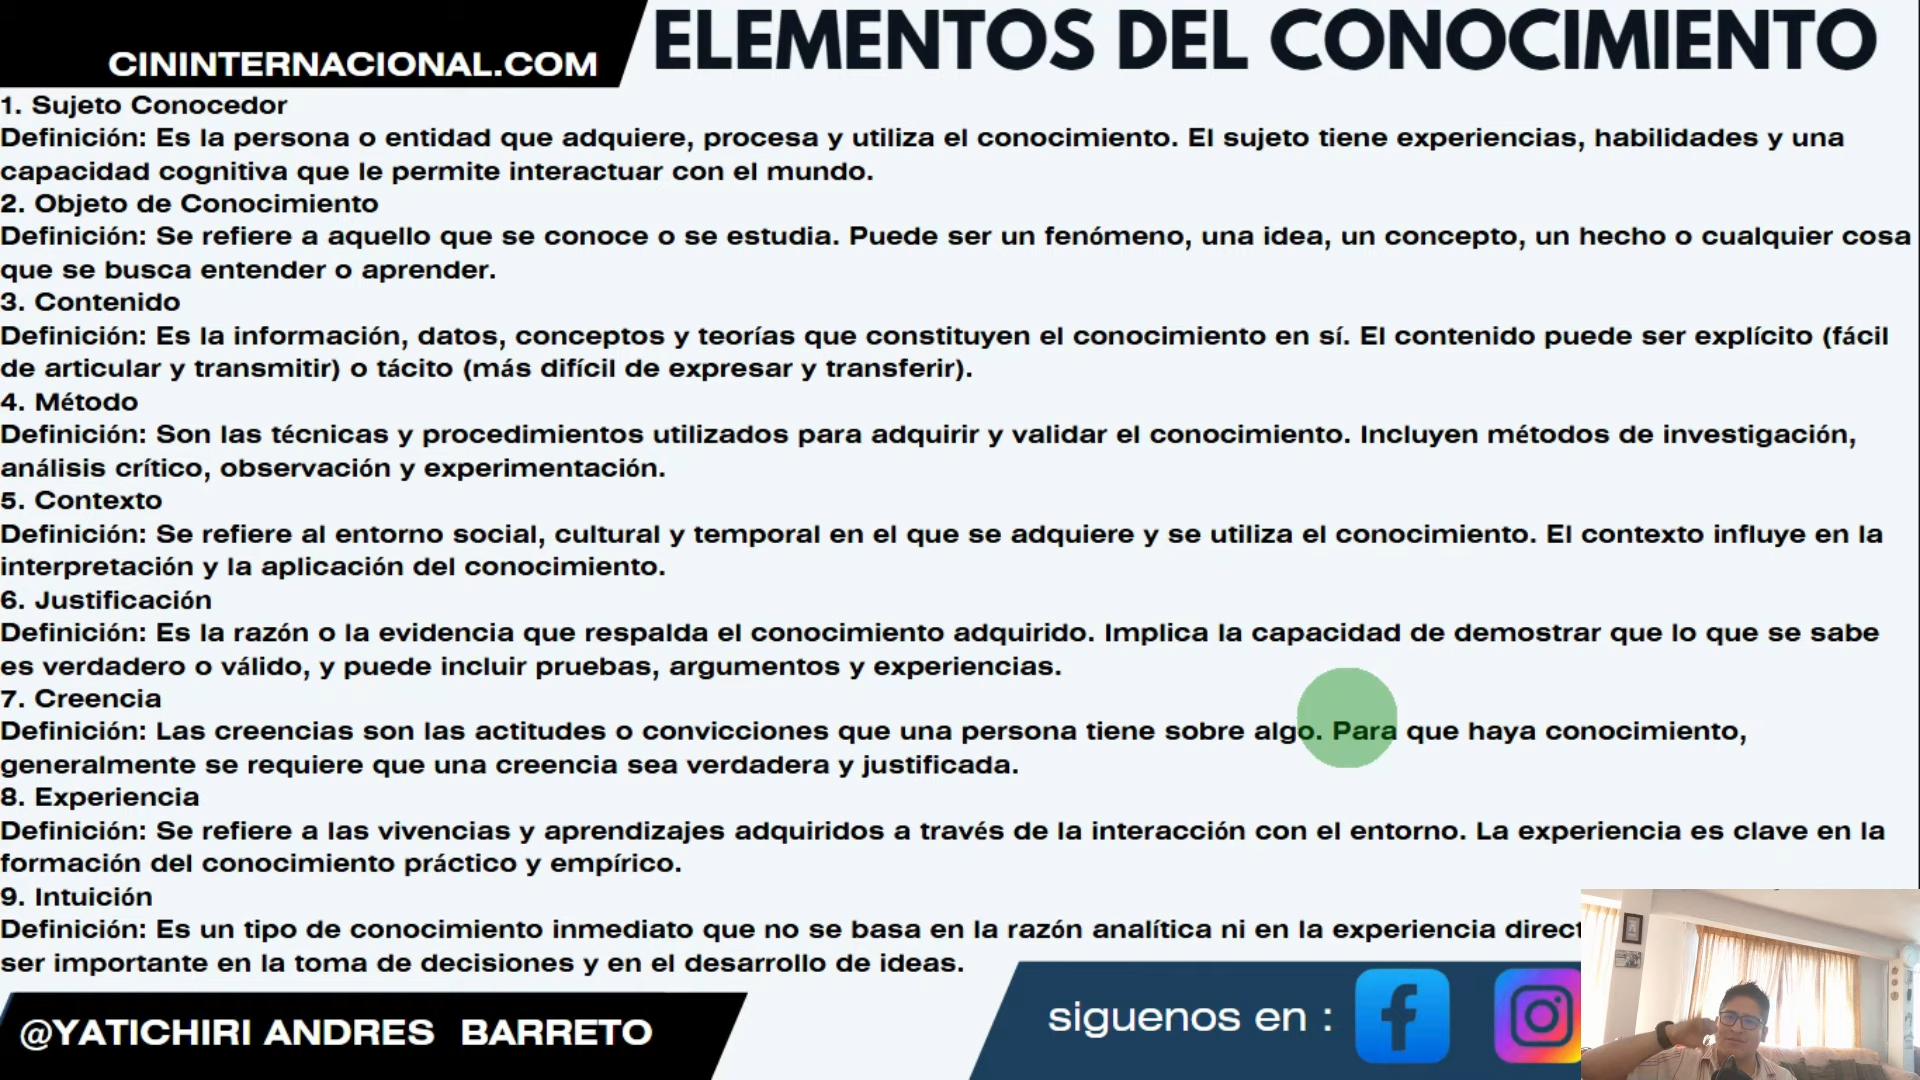 CININTERNACIONAL.COM
ELEMENTOS DEL CONOCIMIENTO
1. Sujeto Conocedor
Definición: Es la persona o entidad que adquiere, procesa y utiliza el conocimiento. El sujeto tiene experiencias, habilidades y una
capacidad cognitiva que le permite interactuar con el mundo.
2. Objeto de Conocimiento
Definición: Se refiere a aquello que se conoce o se estudia. Puede ser un fenómeno, una idea, un concepto, un hecho o cualquier cosa
que se busca entender o aprender.
3. Contenido
Definición: Es la información, datos, conceptos y teorías que constituyen el conocimiento en sí. El contenido puede ser explícito (fácil
de articular y transmitir) o tácito (más difícil de expresar y transferir).
4. Método
Definición: Son las técnicas y procedimientos utilizados para adquirir y validar el conocimiento. Incluyen métodos de investigación,
análisis crítico, observación y experimentación.
5. Contexto
Definición: Se refiere al entorno social, cultural y temporal en el que se adquiere y se utiliza el conocimiento. El contexto influye en la
interpretación y la aplicación del conocimiento.
6. Justificación
Definición: Es la razón o la evidencia que respalda el conocimiento adquirido. Implica la capacidad de demostrar que lo que se sabe
es verdadero o válido, y puede incluir pruebas, argumentos y experiencias.
7. Creencia
Definición: Las creencias son las actitudes o convicciones que una persona tiene sobre algo. Para que haya conocimiento,
generalmente se requiere que una creencia sea verdadera y justificada.
8. Experiencia
Definición: Se refiere a las vivencias y aprendizajes adquiridos a través de la interacción con el entorno. La experiencia es clave en la
formación del conocimiento práctico y empírico.
9. Intuición
Definición: Es un tipo de conocimiento inmediato que no se basa en la razón analítica ni en la experiencia direct
ser importante en la toma de decisiones y en el desarrollo de ideas.
@YATICHIRI ANDRES BARRETO
siguenos en :